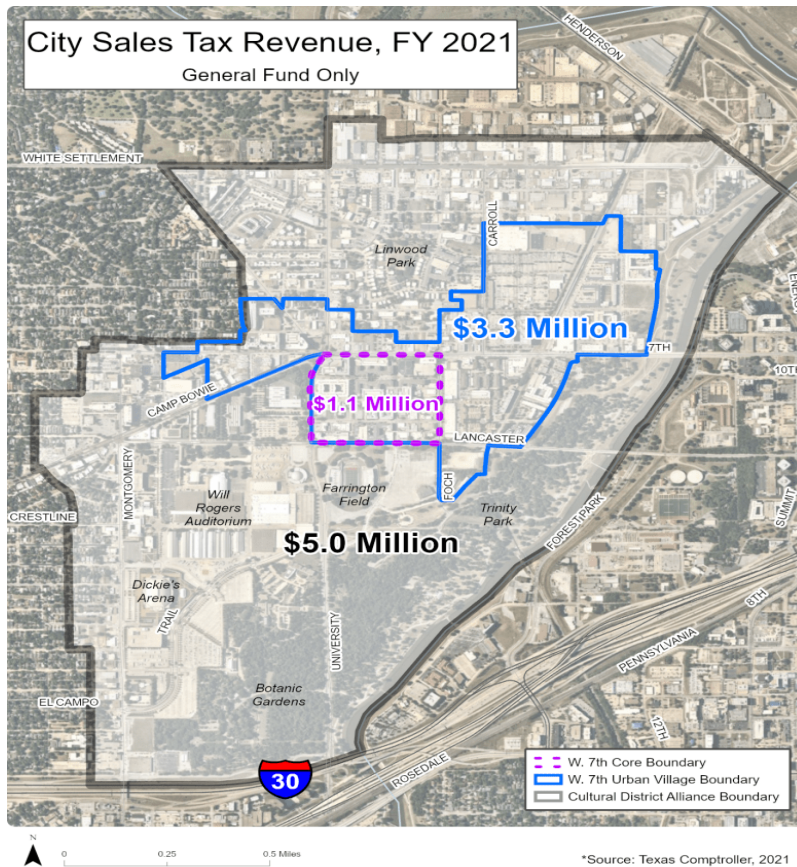 City Sales Tax Revenue, FY 2021
General Fund Only
HENDERSON
WHITE SETTLEMENT
CARROLL
Linwood
Park
$3.3 Million
7TH
10TH
CAMP BOWIE
$1.1 Million
LANCASTER
MONTGOMERY
Will
Rogers
Auditorium
Farrington
Field
FOCH
Trinity
Park
SUMMIT
CRESTLINE
FOREST PARK
$5.0 Million
Dickie's
Arena
TRAIL
UNIVERSITY
8TH
PENNSYLVANIA
Botanic
Gardens
EL CAMPO
12TH
ROSEDALE
30
W. 7th Core Boundary
W. 7th Urban Village Boundary
Cultural District Alliance Boundary
N
0 0.25 0.5 Miles
*Source: Texas Comptroller, 2021